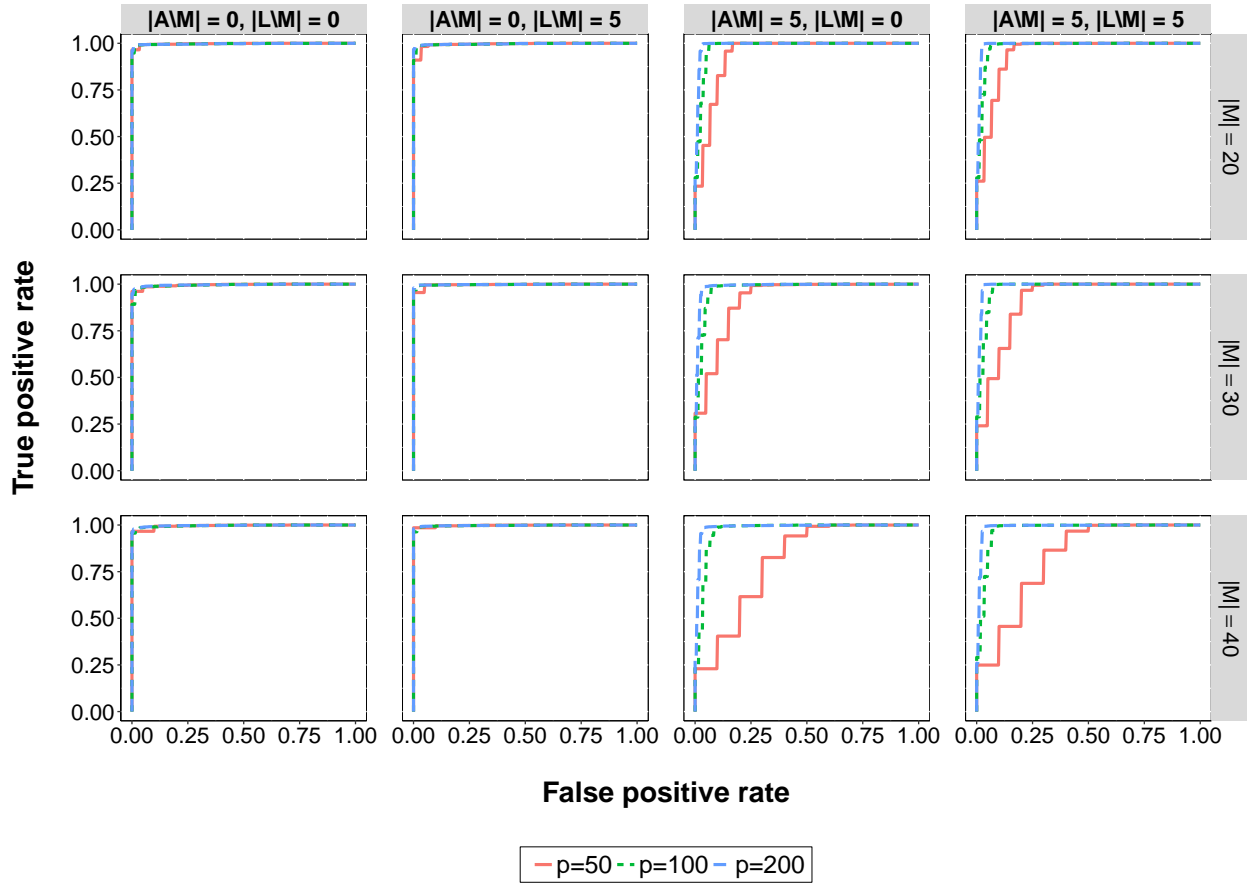 |A\M| = 0, |L\M| = 0
|A\M| = 0, |L\M| = 5
|A\M| = 5, |L\M| = 0
|A\M| = 5, |L\M| = 5
1.00
0.75
0.50
0.25
0.00
|M| = 20
1.00
0.75
0.50
0.25
0.00
|M| = 30
1.00
0.75
0.50
0.25
0.00
|M| = 40
True positive rate
0.00 0.25 0.50 0.75 1.00
0.00 0.25 0.50 0.75 1.00
0.00 0.25 0.50 0.75 1.00
0.00 0.25 0.50 0.75 1.00
False positive rate
p=50 p=100 p=200